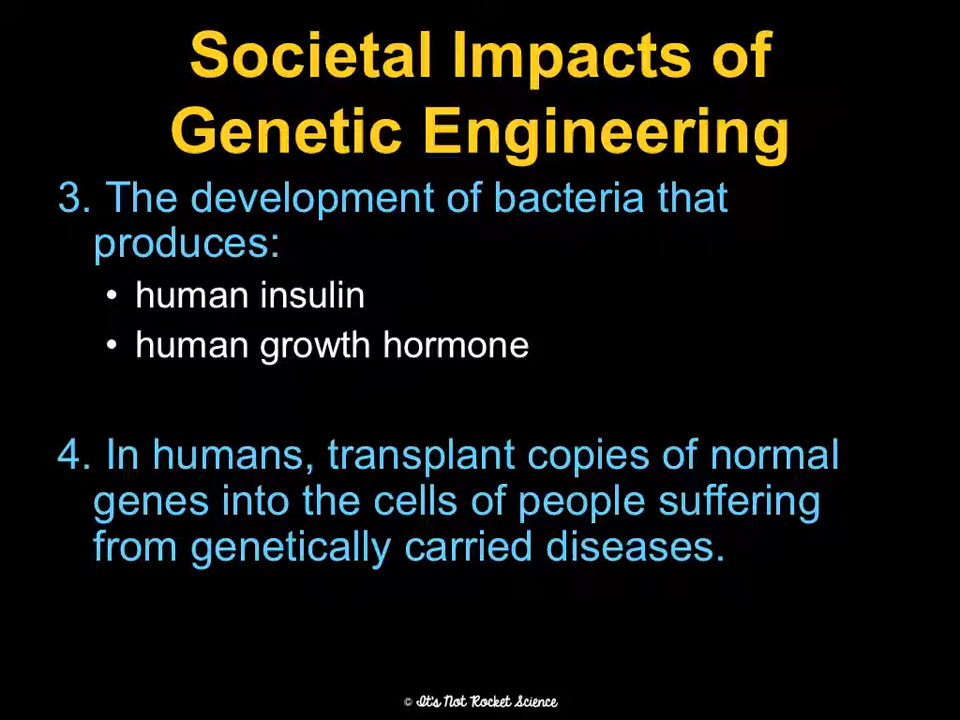 Societal Impacts of
Genetic Engineering
3. The development of bacteria that
produces:
• human insulin
• human growth hormone
4. In humans, transplant copies of normal
genes into the cells of people suffering
from genetically carried diseases.
© It's Not Rocket Science